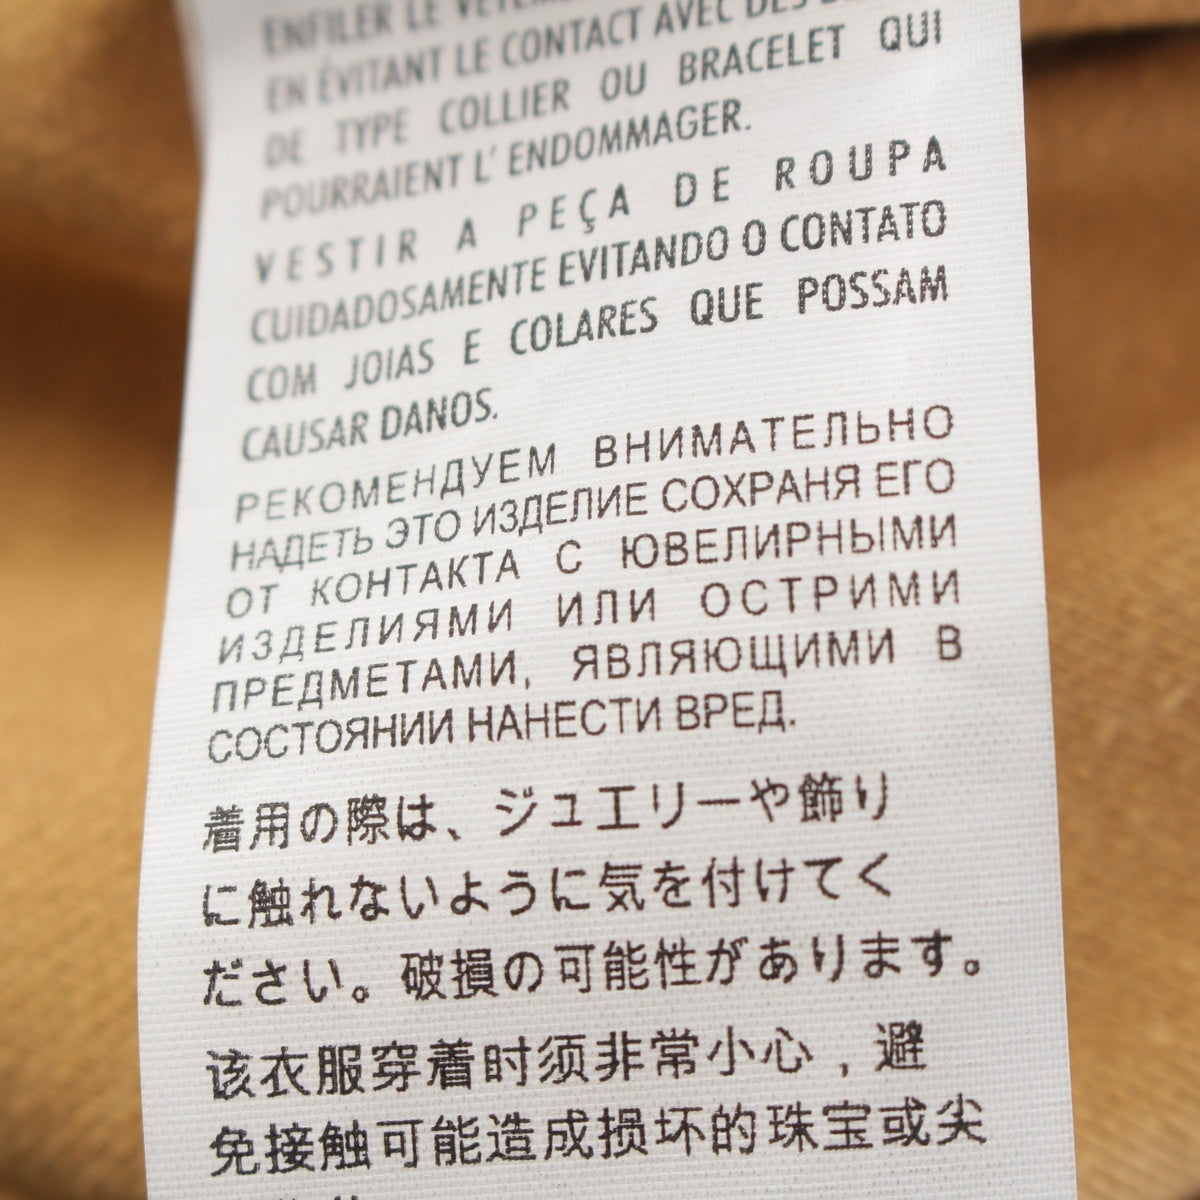 ENFILER LE
EN ÉVITANT LE CONTACT AVEC DES
DE TYPE COLLIER OU BRACELET QUI
POURRAIENT L' ENDOMMAGER.
VESTIR A PEÇA DE ROUPA
CUIDADOSAMENTE EVITANDO O CONTATO
COM JOIAS E COLARES QUE POSSAM
CAUSAR DANOS.
РЕКОМЕНДУЕМ ВНИМАТЕЛЬНО
НАДЕТЬ ЭТО ИЗДЕЛИЕ СОХРАНЯ ЕГО
ОТ КОНТАКТА С ЮВЕЛИРНЫМИ
ИЗДЕЛИЯМИ ИЛИ ОСТРИМИ
ПРЕДМЕТАМИ, ЯВЛЯЮЩИМИ В
СОСТОЯНИИ НАНЕСТИ ВРЕД.
着用の際は、ジュエリーや飾り
に触れないように気を付けてく
ださい。破損の可能性があります。
该衣服穿着时须非常小心，避
免接触可能造成损坏的珠宝或尖